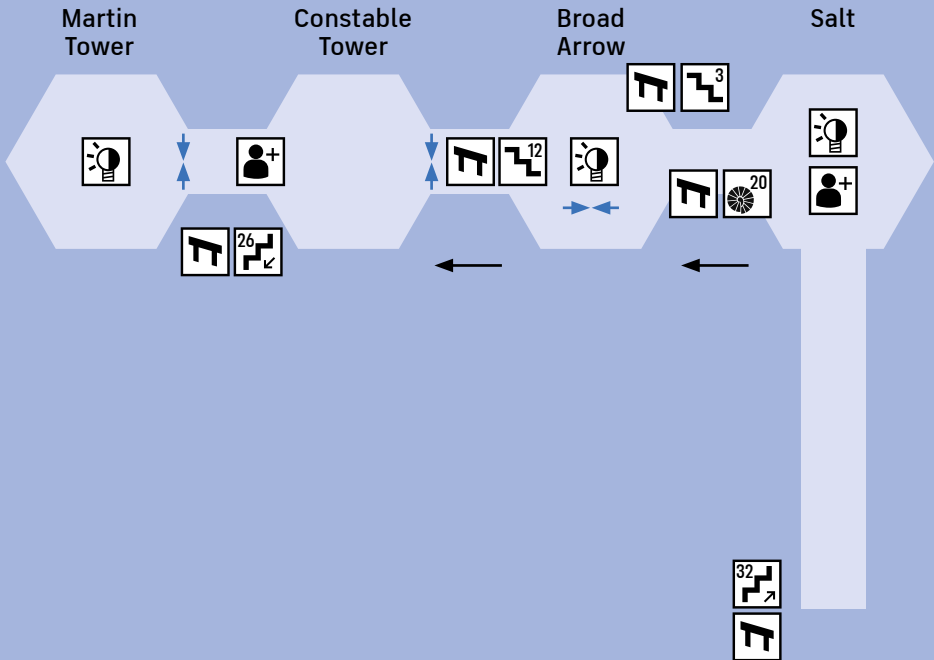 Martin
Tower
Constable
Tower
Broad
Arrow
Salt
3
12
20
26
32